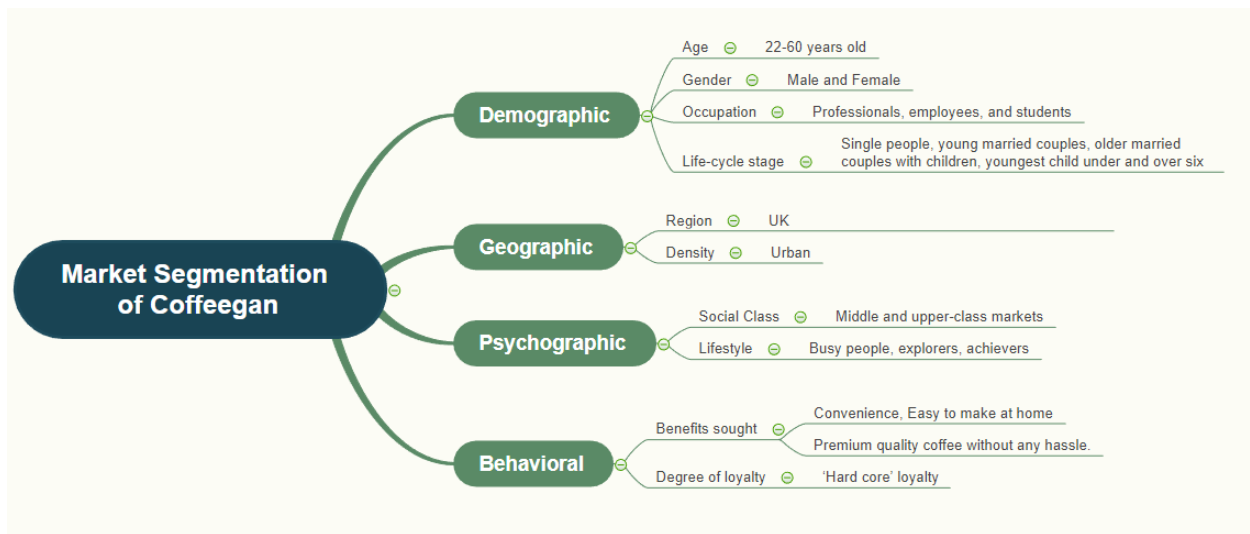 Market Segmentation
of Coffeegan
Demographic
Age
22-60 years old
Gender
Male and Female
Occupation
Professionals, employees, and students
Life-cycle stage
Single people, young married couples, older married
couples with children, youngest child under and over six
Geographic
Region
UK
Density
Urban
Psychographic
Social Class
Middle and upper-class markets
Lifestyle
Busy people, explorers, achievers
Behavioral
Benefits sought
Convenience, Easy to make at home
Premium quality coffee without any hassle.
Degree of loyalty
‘Hard core’ loyalty